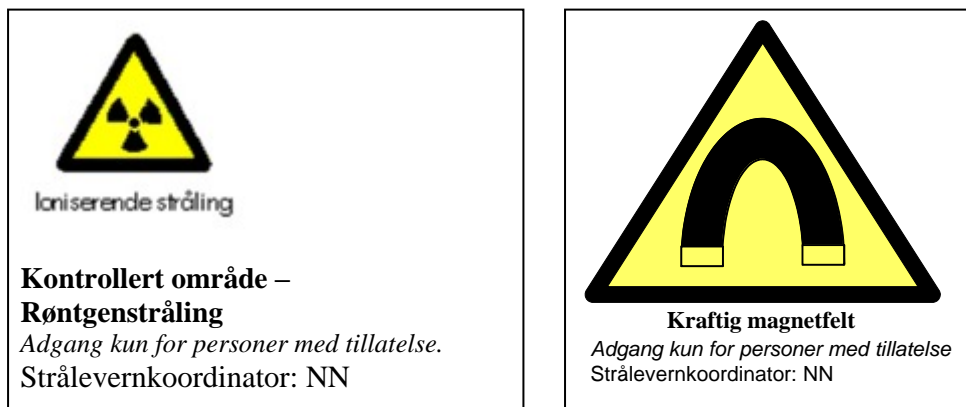 Ioniserende stråling
Kontrollert område –
Røntgenstråling
Adgang kun for personer med tillatelse.
Strålevernkoordinator: NN
Kraftig magnetfelt
Adgang kun for personer med tillatelse
Strålevernkoordinator: NN